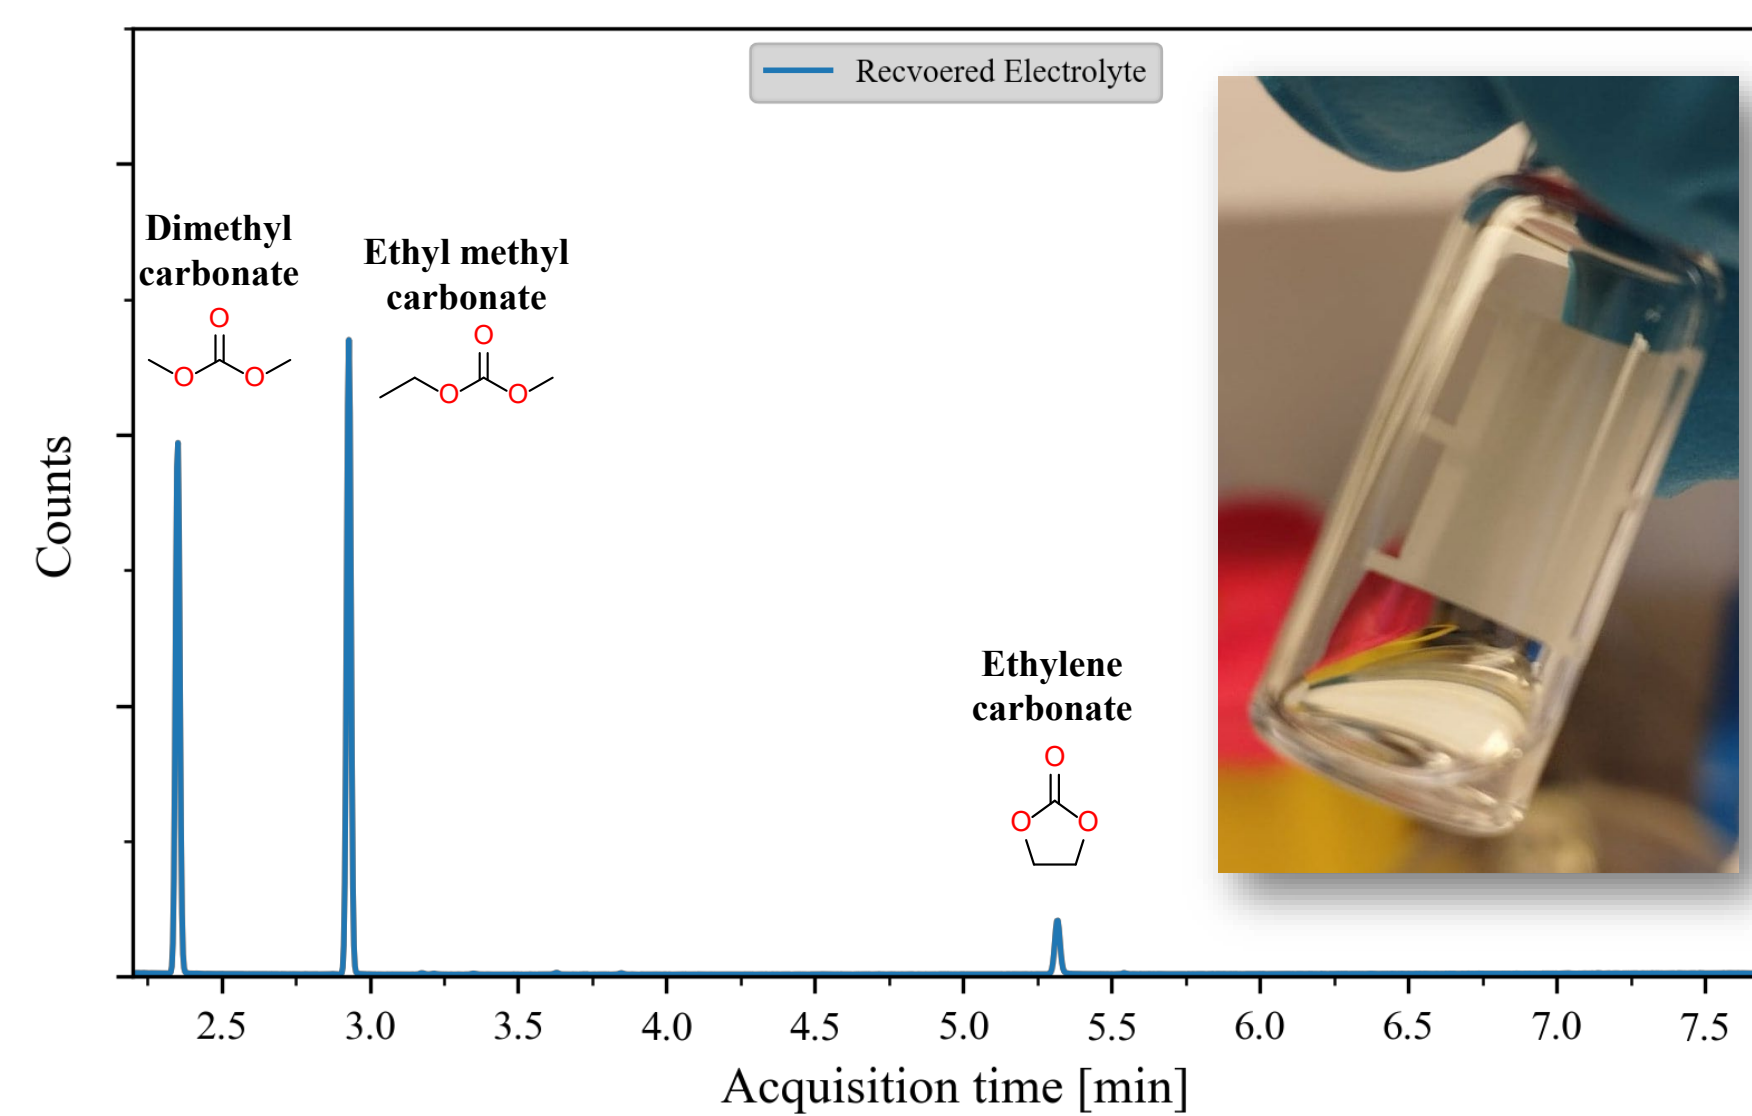 Recvoered Electrolyte
Dimethyl
carbonate
O
O
O
Ethyl methyl
carbonate
O
O
O
Ethylene
carbonate
O
O
O
Counts
2.5
3.0
3.5
4.0
4.5
5.0
5.5
6.0
6.5
7.0
7.5
Acquisition time [min]